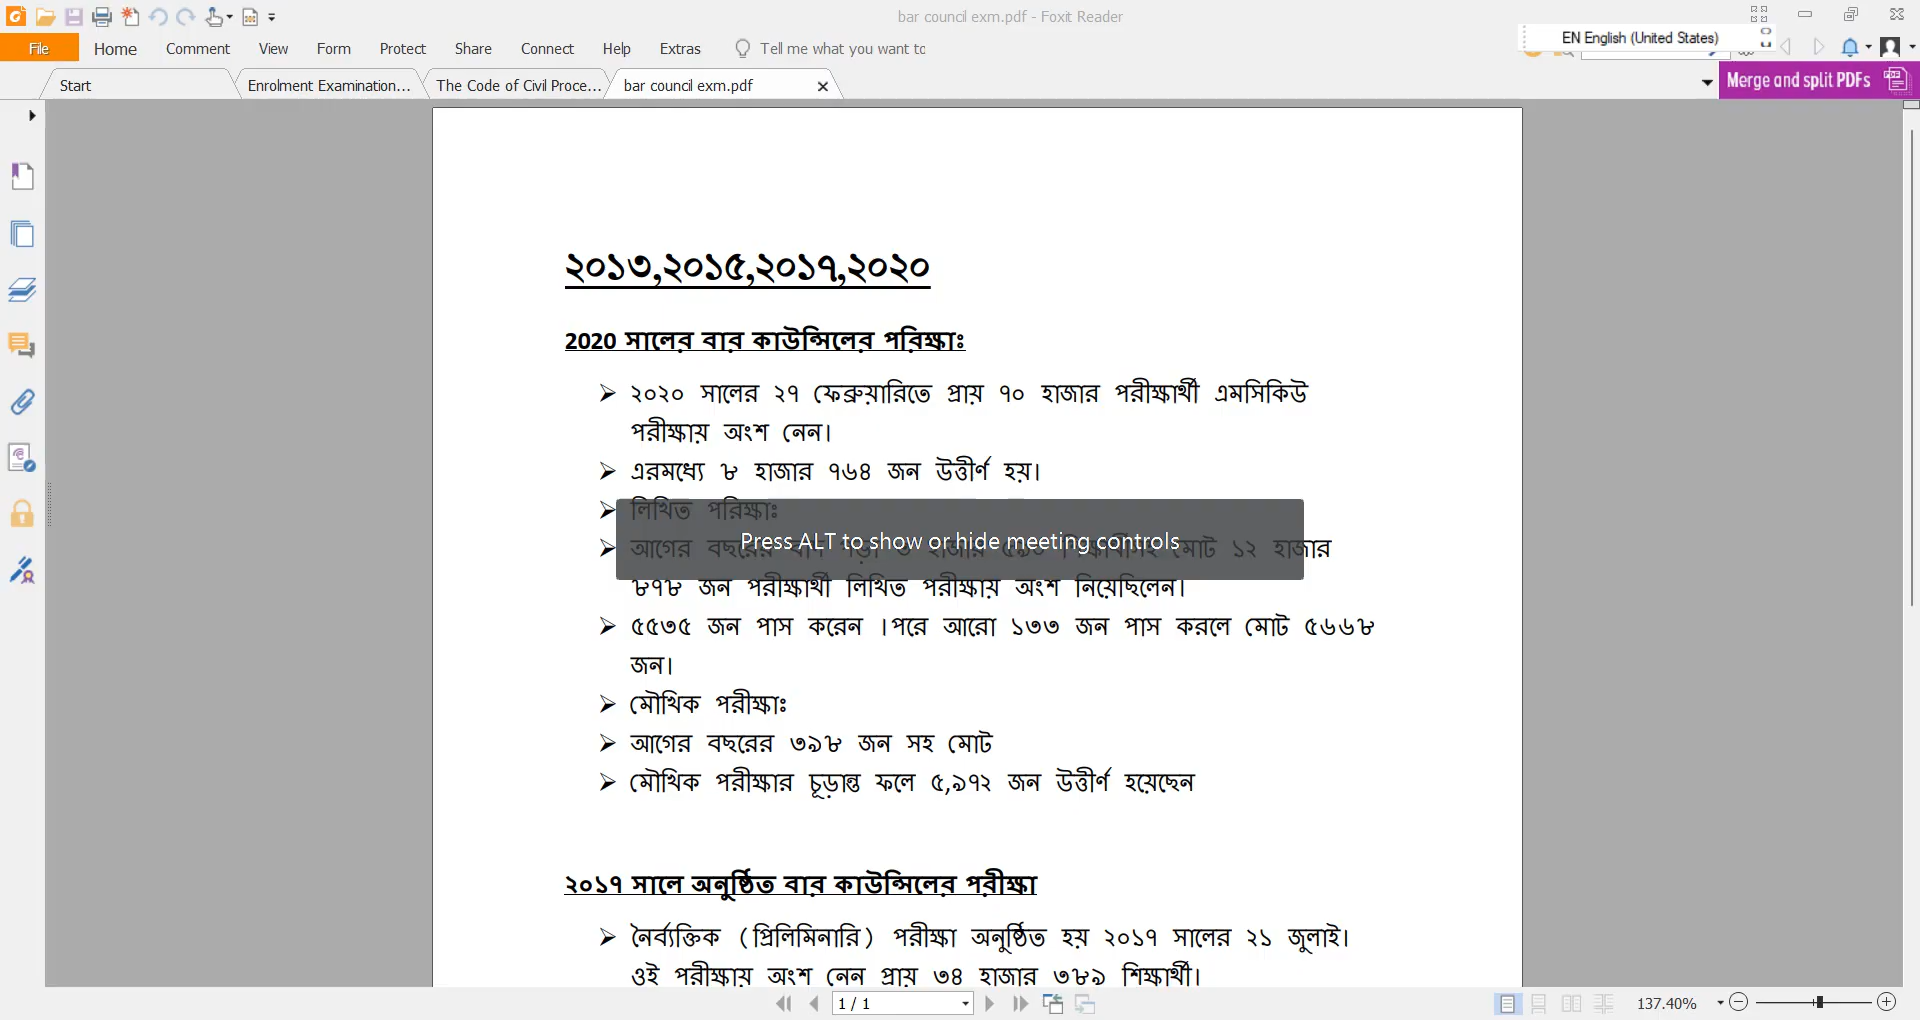 bar council exm.pdf - Foxit Reader
File Home Comment View Form Protect Share Connect Help Extras Tell me what you want to
EN English (United States)
Start Enrolment Examination... The Code of Civil Proce... bar council exm.pdf
Merge and split PDFs
২০১৩,২০১৫,২০১৭,২০২০
2020 সালের বার কাউন্সিলের পরিক্ষাঃ
২০২০ সালের ২৭ ফেব্রুয়ারিতে প্রায় ৭০ হাজার পরীক্ষার্থী এমসিকিউ
পরীক্ষায় অংশ নেন।
এরমধ্যে ৮ হাজার ৭৬৪ জন উত্তীর্ণ হয়।
লিখিত পরিক্ষাঃ
Press ALT to show or hide meeting controls
আগের বছরের মোট ১২ হাজার
৮৭৮ জন পরীক্ষার্থী লিখিত পরীক্ষায় অংশ নিয়েছিলেন।
৫৫৩৫ জন পাস করেন ।পরে আরো ১৩৩ জন পাস করলে মোট ৫৬৬৮
জন।
মৌখিক পরীক্ষাঃ
আগের বছরের ৩৯৮ জন সহ মোট
মৌখিক পরীক্ষার চূড়ান্ত ফলে ৫,৯৭২ জন উত্তীর্ণ হয়েছেন
২০১৭ সালে অনুষ্ঠিত বার কাউন্সিলের পরীক্ষা
নৈর্ব্যক্তিক (প্রিলিমিনারি) পরীক্ষা অনুষ্ঠিত হয় ২০১৭ সালের ২১ জুলাই।
ওই পরীক্ষায় অংশ নেন প্রায় ৩৪ হাজার ৩৮৯ শিক্ষার্থী।
1 / 1
137.40%